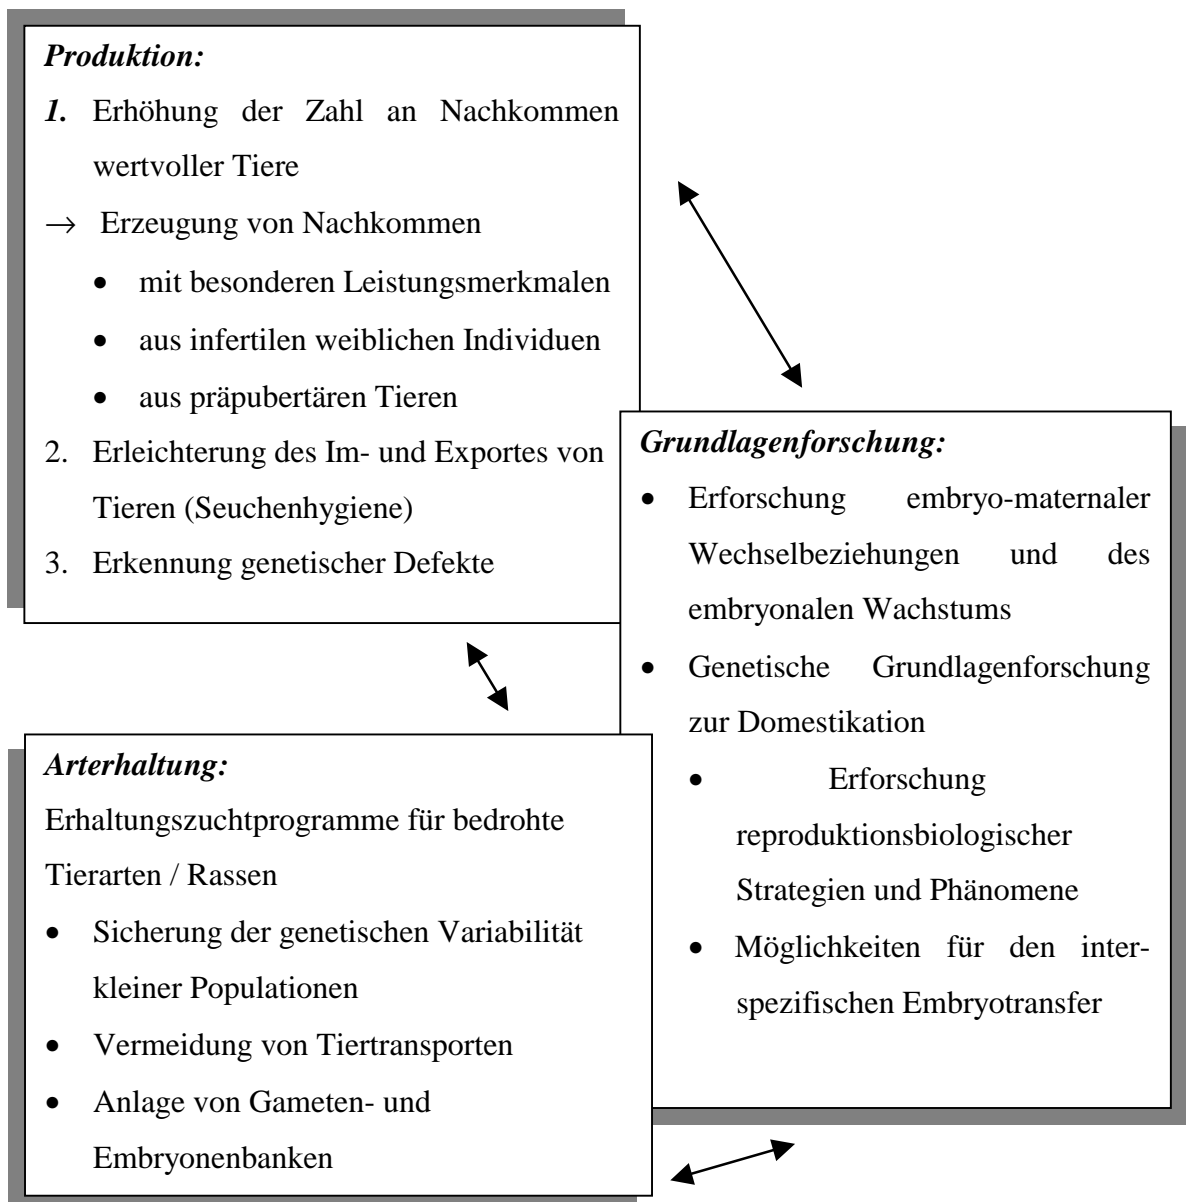 Produktion:
1. Erhöhung der Zahl an Nachkommen
wertvoller Tiere
→ Erzeugung von Nachkommen
• mit besonderen Leistungsmerkmalen
• aus infertilen weiblichen Individuen
• aus präpubertären Tieren
2. Erleichterung des Im- und Exportes von
Tieren (Seuchenhygiene)
3. Erkennung genetischer Defekte
Grundlagenforschung:
• Erforschung embryo-maternaler
Wechselbeziehungen und des
embryonalen Wachstums
• Genetische Grundlagenforschung
zur Domestikation
• Erforschung
reproduktionsbiologischer
Strategien und Phänomene
• Möglichkeiten für den inter-
spezifischen Embryotransfer
Arterhaltung:
Erhaltungszuchtprogramme für bedrohte
Tierarten / Rassen
• Sicherung der genetischen Variabilität
kleiner Populationen
• Vermeidung von Tiertransporten
• Anlage von Gameten- und
Embryonenbanken